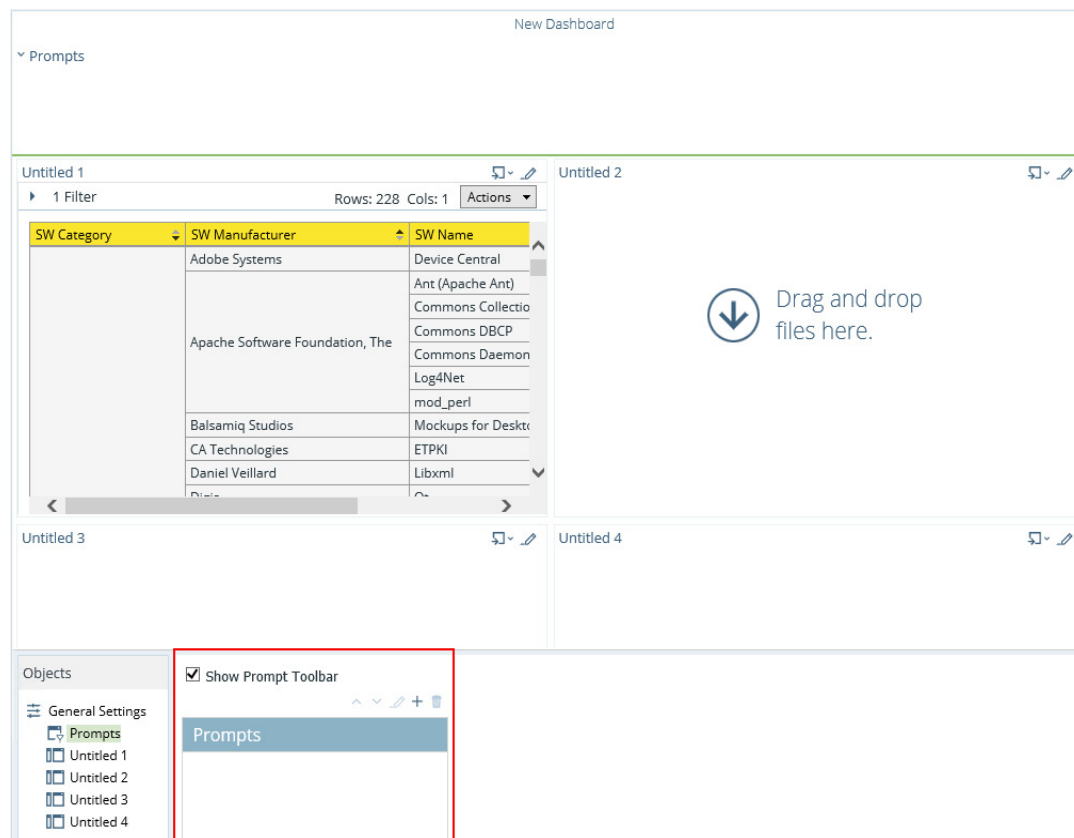 New Dashboard
Prompts
Untitled 1
Untitled 2
1 Filter Rows: 228 Cols: 1 Actions
SW Category SW Manufacturer SW Name
Adobe Systems Device Central
Ant (Apache Ant)
Commons Collectio
Commons DBCP
Apache Software Foundation, The
Commons Daemon
Log4Net
mod_perl
Balsamiq Studios Mockups for Deskt
CA Technologies ETPKI
Daniel Veillard Libxml
Drag and drop
files here.
Untitled 3
Untitled 4
Objects
General Settings
Prompts
Untitled 1
Untitled 2
Untitled 3
Untitled 4
Show Prompt Toolbar
Prompts